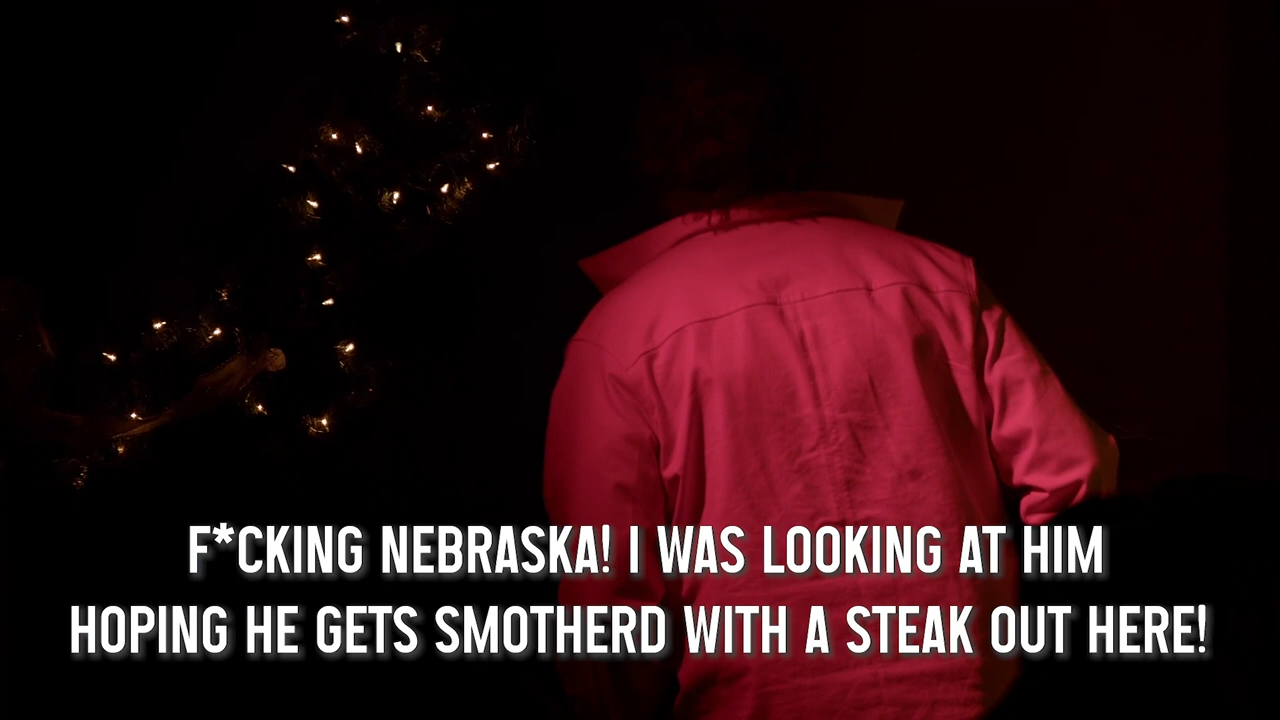 F*CKING NEBRASKA! I WAS LOOKING AT HIM
HOPING HE GETS SMOTHERD WITH A STEAK OUT HERE!